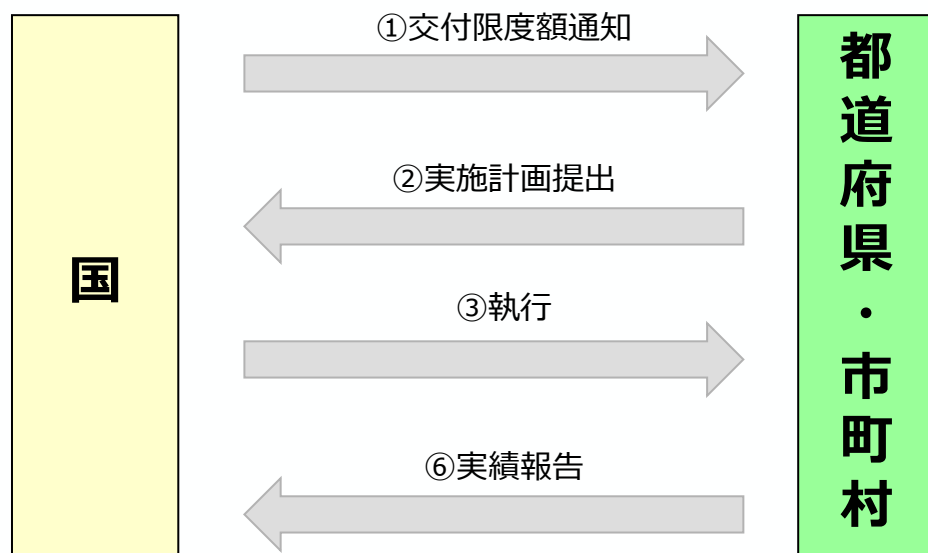 国
①交付限度額通知
②実施計画提出
③執行
⑥実績報告
都道府県・市町村